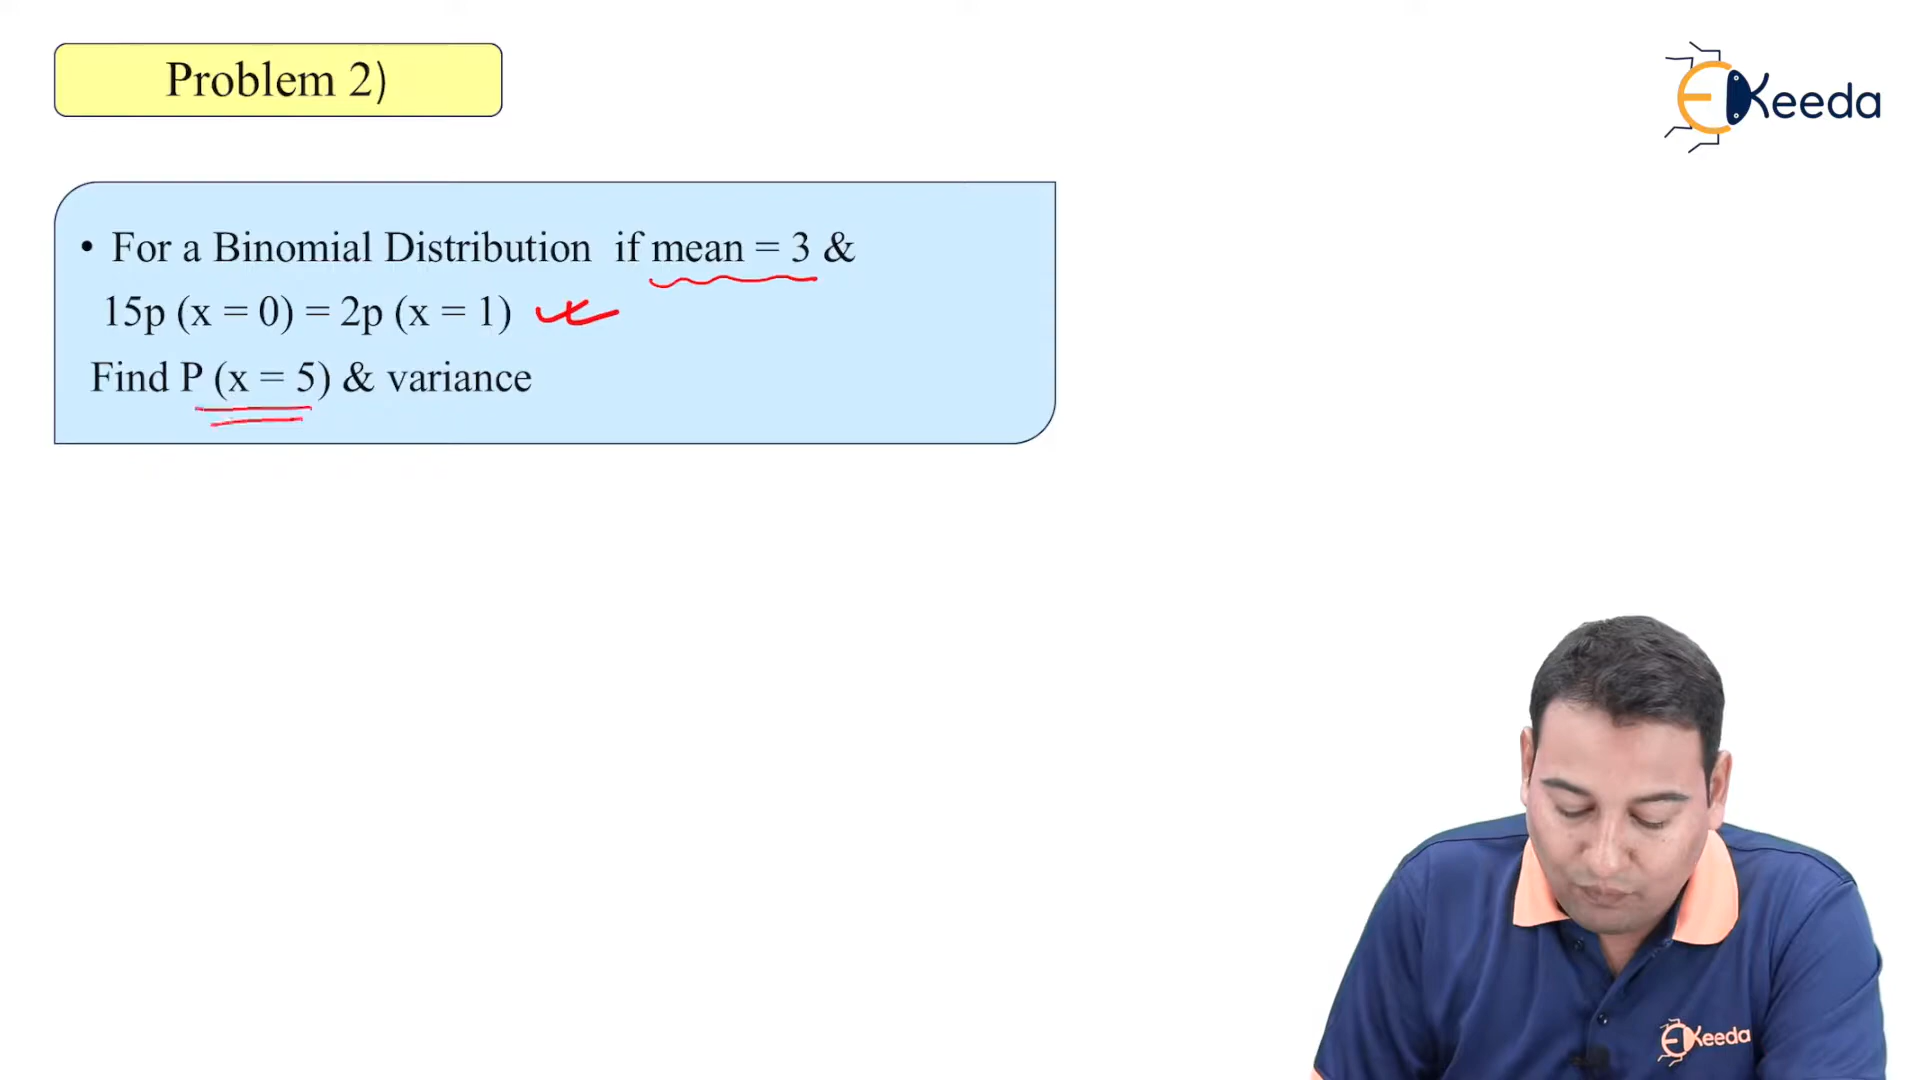 Problem 2)
EKeeda
• For a Binomial Distribution if mean = 3 &
15p (x = 0) = 2p (x = 1)
Find P (x = 5) & variance
EKeeda